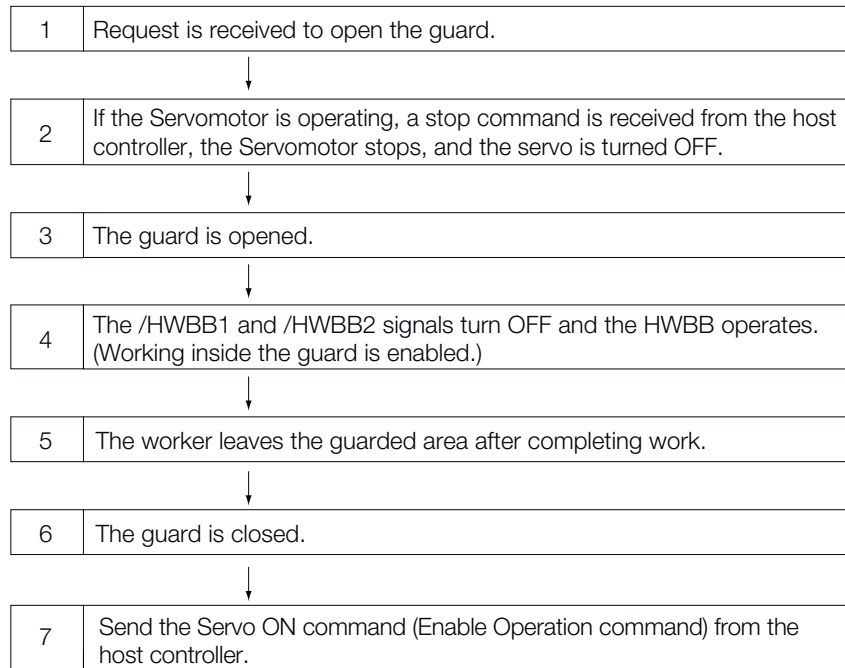 1 Request is received to open the guard.
2 If the Servomotor is operating, a stop command is received from the host
controller, the Servomotor stops, and the servo is turned OFF.
3 The guard is opened.
4 The /HWBB1 and /HWBB2 signals turn OFF and the HWBB operates.
(Working inside the guard is enabled.)
5 The worker leaves the guarded area after completing work.
6 The guard is closed.
7 Send the Servo ON command (Enable Operation command) from the
host controller.